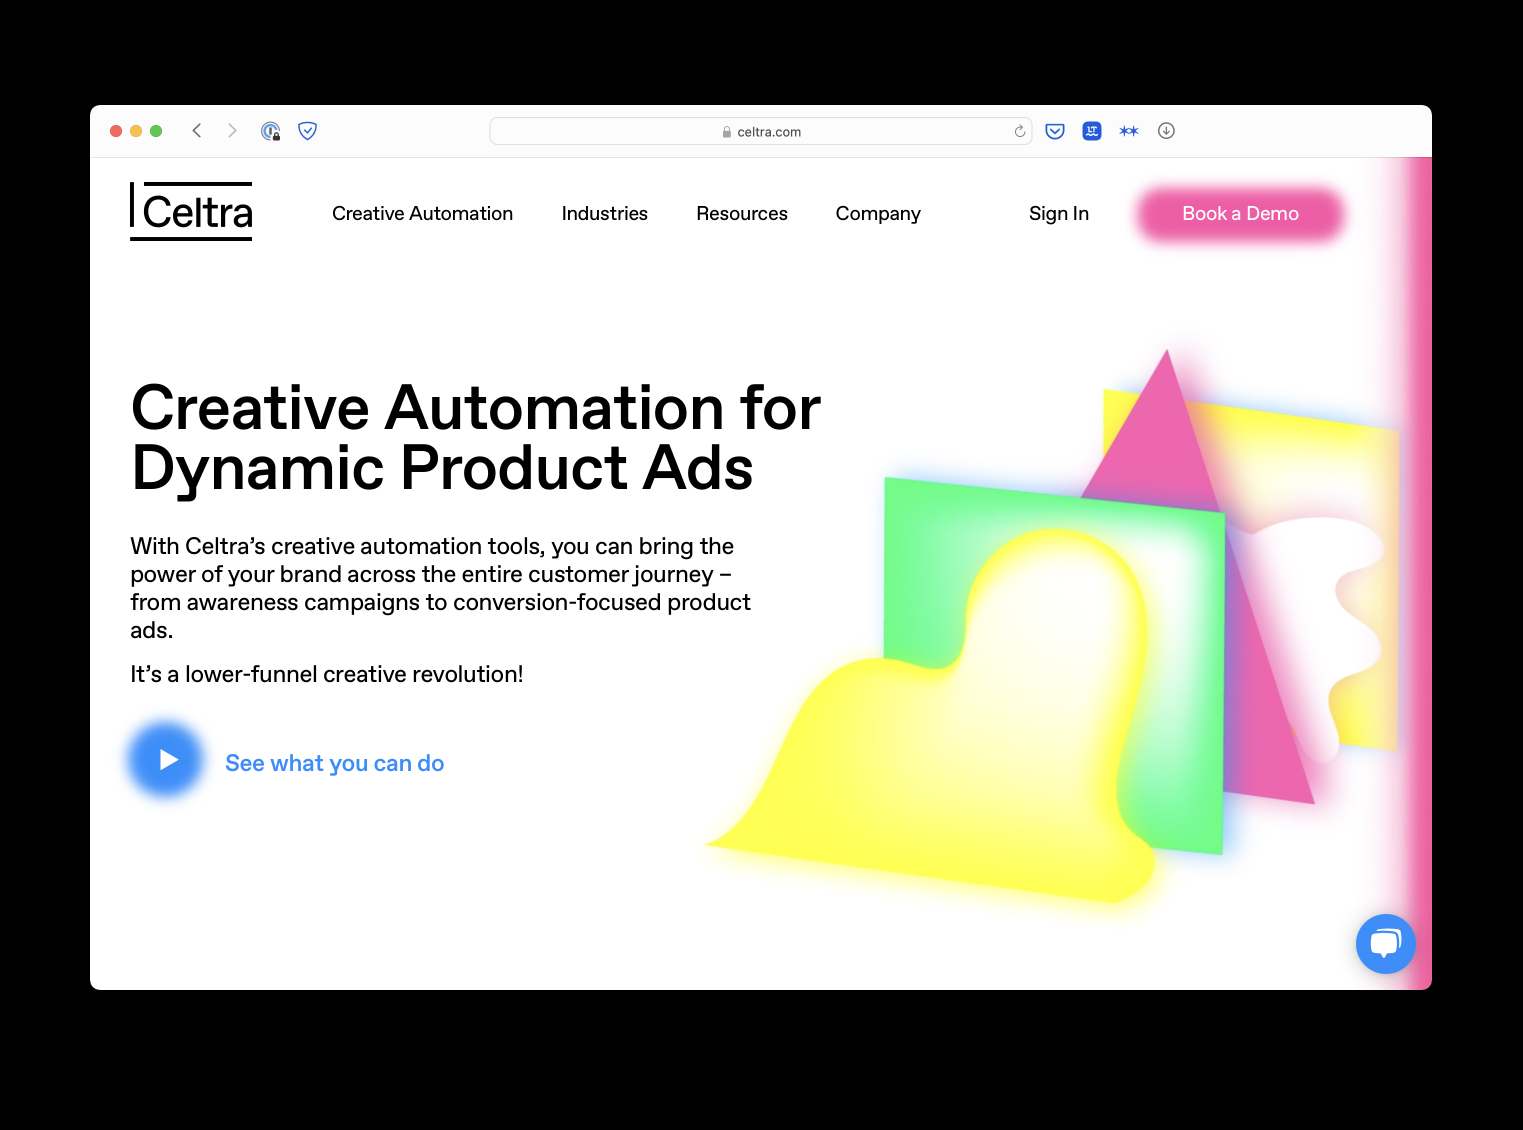 celtra.com
Celtra
Creative Automation
Industries
Resources
Company
Sign In
Book a Demo
Creative Automation for
Dynamic Product Ads
With Celtra’s creative automation tools, you can bring the
power of your brand across the entire customer journey –
from awareness campaigns to conversion-focused product
ads.
It’s a lower-funnel creative revolution!
See what you can do